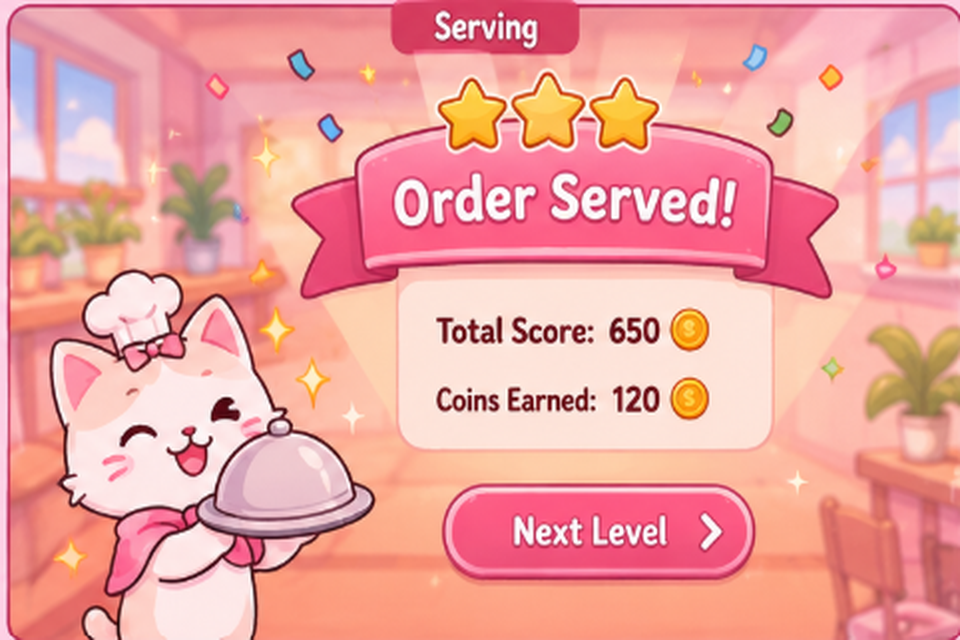 Serving
Order Served!
Total Score: 650
Coins Earned: 120
Next Level